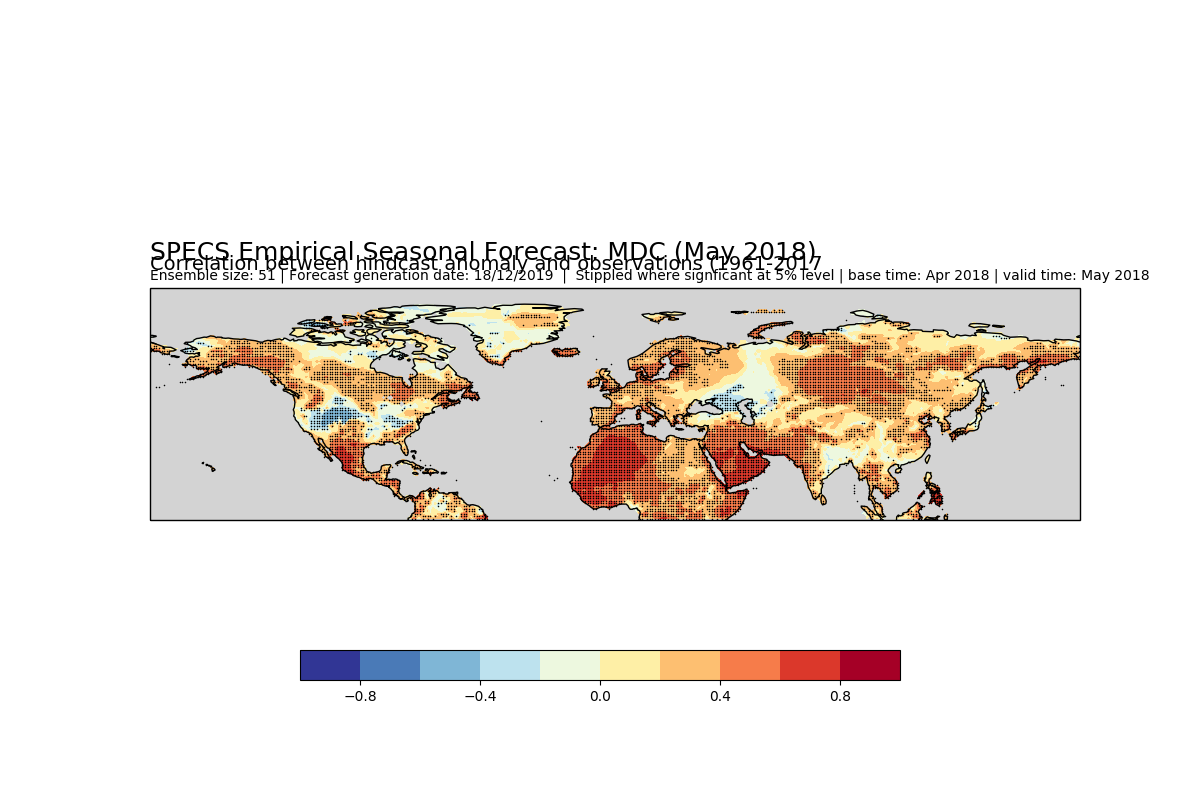 SPECS Empirical Seasonal Forecast: MDC (May 2018)
Correlation between hindcast anomaly and observations (1961-2017
Ensemble size: 51 | Forecast generation date: 18/12/2019 | Stippled where signficant at 5% level | base time: Apr 2018 | valid time: May 2018
−0.8 −0.4 0.0 0.4 0.8